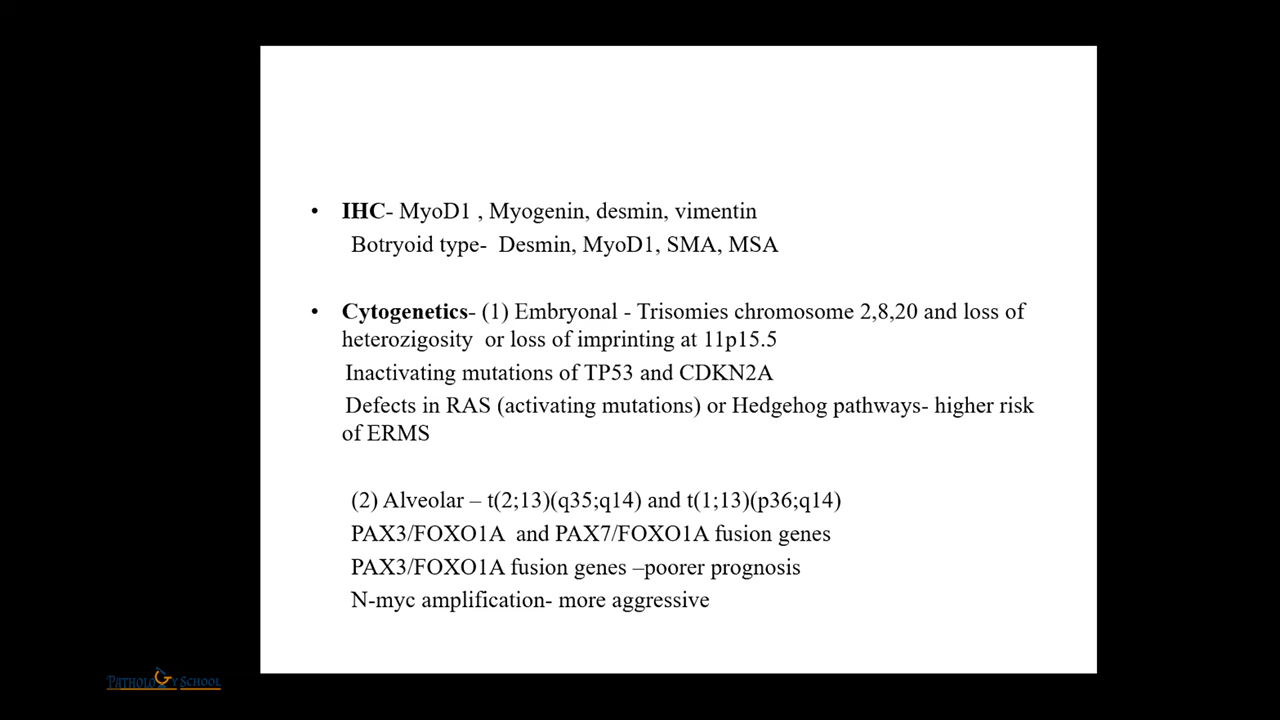 • IHC- MyoD1 , Myogenin, desmin, vimentin
Botryoid type- Desmin, MyoD1, SMA, MSA
• Cytogenetics- (1) Embryonal - Trisomies chromosome 2,8,20 and loss of
heterozigosity or loss of imprinting at 11p15.5
Inactivating mutations of TP53 and CDKN2A
Defects in RAS (activating mutations) or Hedgehog pathways- higher risk
of ERMS
(2) Alveolar – t(2;13)(q35;q14) and t(1;13)(p36;q14)
PAX3/FOXO1A and PAX7/FOXO1A fusion genes
PAX3/FOXO1A fusion genes –poorer prognosis
N-myc amplification- more aggressive
PATHOLOGY SCHOOL